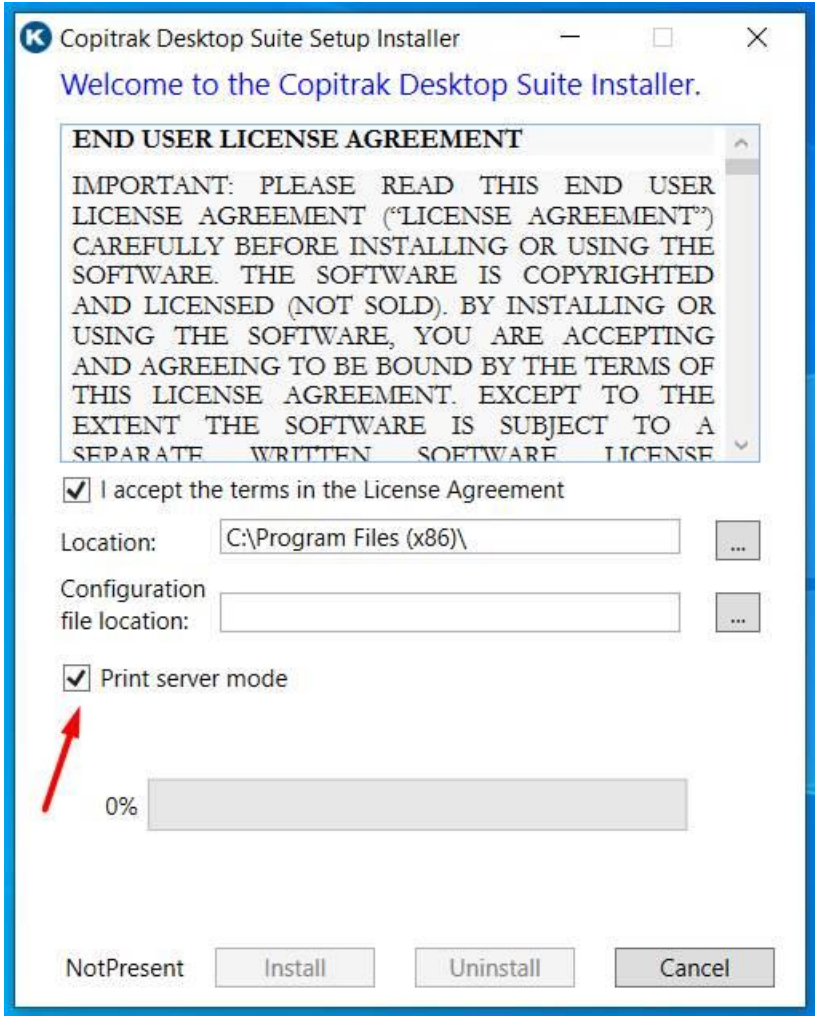 K Copitrak Desktop Suite Setup Installer
Welcome to the Copitrak Desktop Suite Installer.
END USER LICENSE AGREEMENT
IMPORTANT: PLEASE READ THIS END USER
LICENSE AGREEMENT (“LICENSE AGREEMENT”)
CAREFULLY BEFORE INSTALLING OR USING THE
SOFTWARE. THE SOFTWARE IS COPYRIGHTED
AND LICENSED (NOT SOLD). BY INSTALLING OR
USING THE SOFTWARE, YOU ARE ACCEPTING
AND AGREEING TO BE BOUND BY THE TERMS OF
THIS LICENSE AGREEMENT. EXCEPT TO THE
EXTENT THE SOFTWARE IS SUBJECT TO A
SEPARATE WRITTEN SOFTWARE LICENSE
I accept the terms in the License Agreement
Location: C:\Program Files (x86)\ ...
Configuration
file location: ...
Print server mode
0%
NotPresent Install Uninstall Cancel